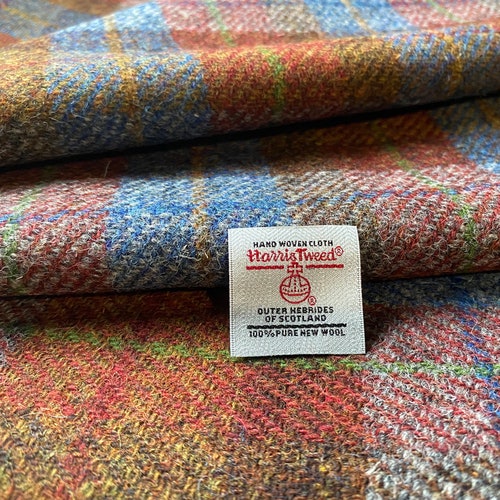 HAND WOVEN CLOTH
Harris Tweed®
®
OUTER HEBRIDES
OF SCOTLAND
100% PURE NEW WOOL